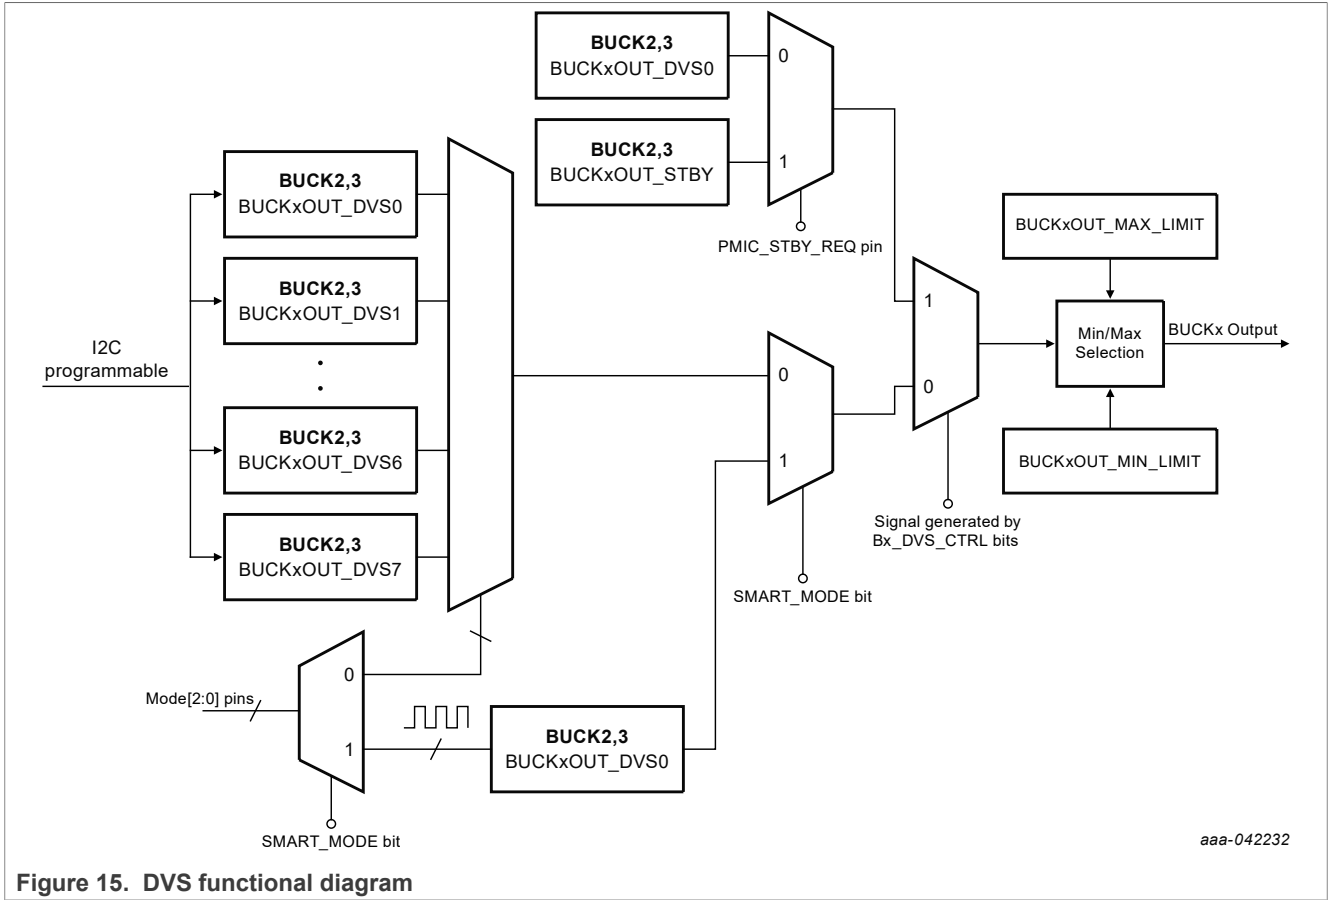 BUCK2,3
BUCKxOUT_DVS0
0
BUCK2,3
BUCKxOUT_STBY
1
PMIC_STBY_REQ pin
BUCK2,3
BUCKxOUT_DVS0
BUCK2,3
BUCKxOUT_DVS1
I2C
programmable
BUCK2,3
BUCKxOUT_DVS6
BUCK2,3
BUCKxOUT_DVS7
0
1
SMART_MODE bit
1
0
Signal generated by
Bx_DVS_CTRL bits
BUCKxOUT_MAX_LIMIT
Min/Max
Selection
BUCKx Output
BUCKxOUT_MIN_LIMIT
Mode[2:0] pins
0
1
SMART_MODE bit
BUCK2,3
BUCKxOUT_DVS0
aaa-042232
Figure 15. DVS functional diagram